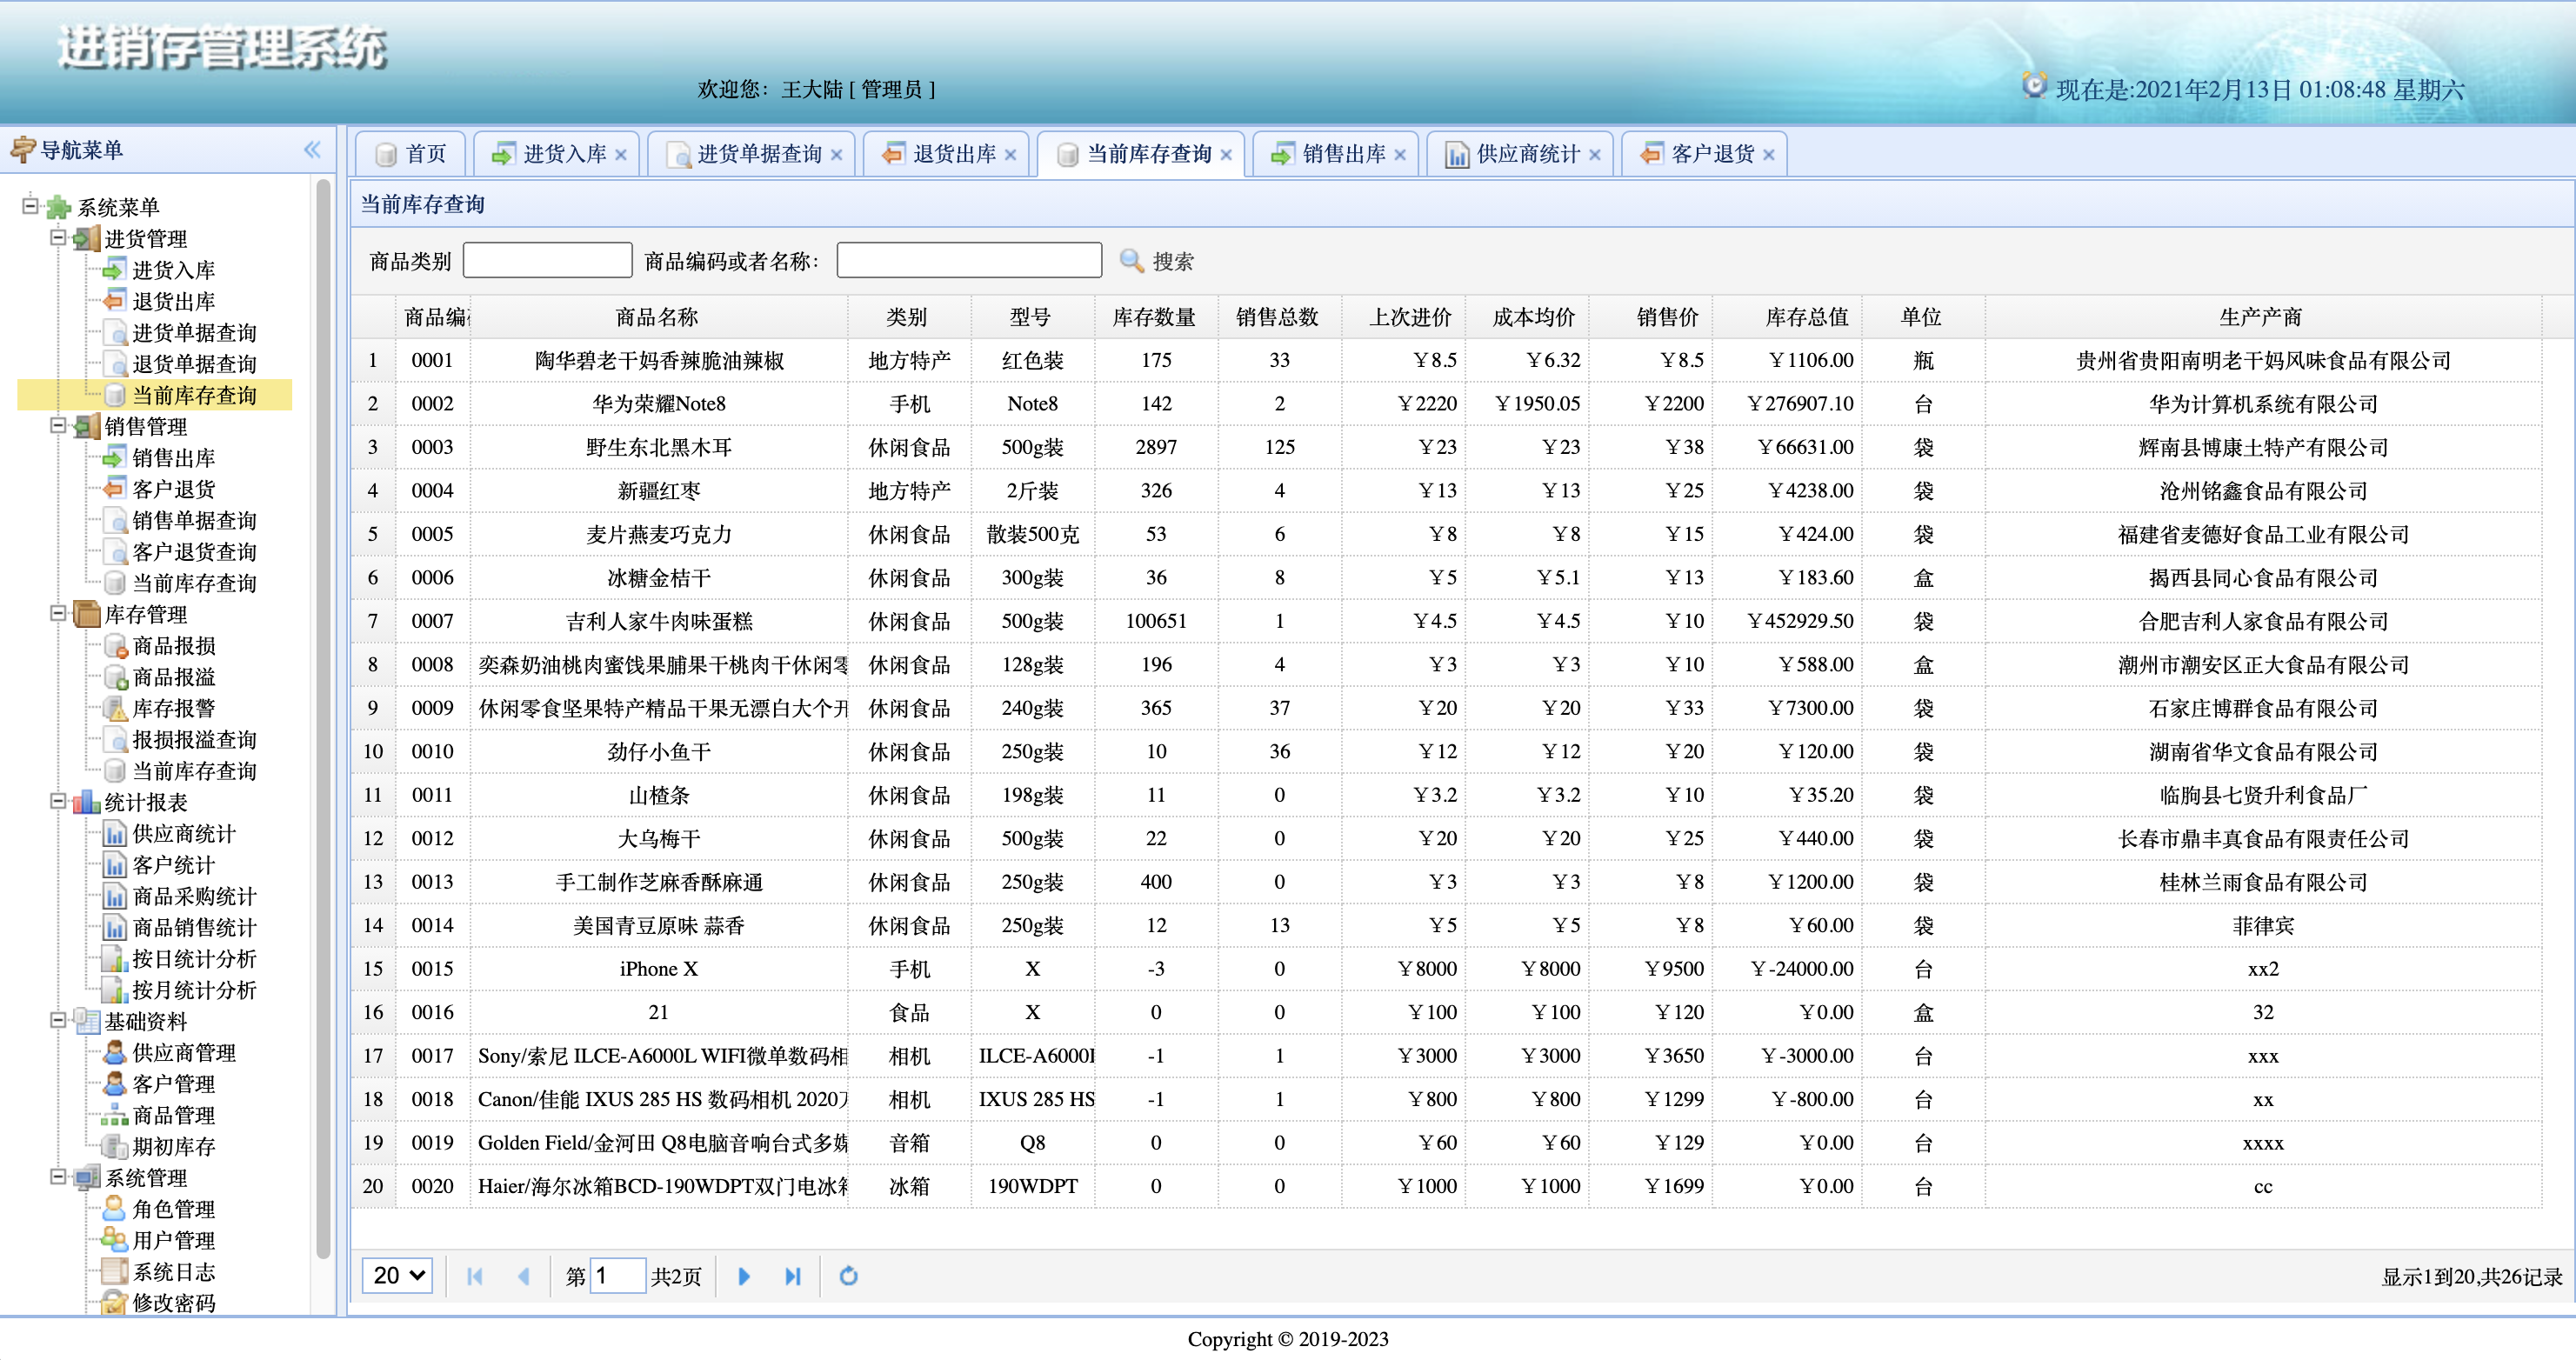 进销存管理系统
欢迎您：王大陆 [ 管理员 ]
现在是:2021年2月13日 01:08:48 星期六
导航菜单
系统菜单
进货管理
进货入库
退货出库
进货单据查询
退货单据查询
当前库存查询
销售管理
销售出库
客户退货
销售单据查询
客户退货查询
当前库存查询
库存管理
商品报损
商品报溢
库存报警
报损报溢查询
当前库存查询
统计报表
供应商统计
客户统计
商品采购统计
商品销售统计
按日统计分析
按月统计分析
基础资料
供应商管理
客户管理
商品管理
期初库存
系统管理
角色管理
用户管理
系统日志
修改密码
首页 进货入库 进货单据查询 退货出库 当前库存查询 销售出库 供应商统计 客户退货
当前库存查询
商品类别 商品编码或者名称： 搜索
商品编 商品名称 类别 型号 库存数量 销售总数 上次进价 成本均价 销售价 库存总值 单位 生产产商
1 0001 陶华碧老干妈香辣脆油辣椒 地方特产 红色装 175 33 ￥8.5 ￥6.32 ￥8.5 ￥1106.00 瓶 贵州省贵阳南明老干妈风味食品有限公司
2 0002 华为荣耀Note8 手机 Note8 142 2 ￥2220 ￥1950.05 ￥2200 ￥276907.10 台 华为计算机系统有限公司
3 0003 野生东北黑木耳 休闲食品 500g装 2897 125 ￥23 ￥23 ￥38 ￥66631.00 袋 辉南县博康土特产有限公司
4 0004 新疆红枣 地方特产 2斤装 326 4 ￥13 ￥13 ￥25 ￥4238.00 袋 沧州铭鑫食品有限公司
5 0005 麦片燕麦巧克力 休闲食品 散装500克 53 6 ￥8 ￥8 ￥15 ￥424.00 袋 福建省麦德好食品工业有限公司
6 0006 冰糖金桔干 休闲食品 300g装 36 8 ￥5 ￥5.1 ￥13 ￥183.60 盒 揭西县同心食品有限公司
7 0007 吉利人家牛肉味蛋糕 休闲食品 500g装 100651 1 ￥4.5 ￥4.5 ￥10 ￥452929.50 袋 合肥吉利人家食品有限公司
8 0008 奕森奶油桃肉蜜饯果脯果干桃肉干休闲零 休闲食品 128g装 196 4 ￥3 ￥3 ￥10 ￥588.00 盒 潮州市潮安区正大食品有限公司
9 0009 休闲零食坚果特产精品干果无漂白大个开 休闲食品 240g装 365 37 ￥20 ￥20 ￥33 ￥7300.00 袋 石家庄博群食品有限公司
10 0010 劲仔小鱼干 休闲食品 250g装 10 36 ￥12 ￥12 ￥20 ￥120.00 袋 湖南省华文食品有限公司
11 0011 山楂条 休闲食品 198g装 11 0 ￥3.2 ￥3.2 ￥10 ￥35.20 袋 临朐县七贤升利食品厂
12 0012 大乌梅干 休闲食品 500g装 22 0 ￥20 ￥20 ￥25 ￥440.00 袋 长春市鼎丰真食品有限责任公司
13 0013 手工制作芝麻香酥麻通 休闲食品 250g装 400 0 ￥3 ￥3 ￥8 ￥1200.00 袋 桂林兰雨食品有限公司
14 0014 美国青豆原味 蒜香 休闲食品 250g装 12 13 ￥5 ￥5 ￥8 ￥60.00 袋 菲律宾
15 0015 iPhone X 手机 X -3 0 ￥8000 ￥8000 ￥9500 ￥-24000.00 台 xx2
16 0016 21 食品 X 0 0 ￥100 ￥100 ￥120 ￥0.00 盒 32
17 0017 Sony/索尼 ILCE-A6000L WIFI微单数码相 相机 ILCE-A6000 -1 1 ￥3000 ￥3000 ￥3650 ￥-3000.00 台 xxx
18 0018 Canon/佳能 IXUS 285 HS 数码相机 2020 相机 IXUS 285 HS -1 1 ￥800 ￥800 ￥1299 ￥-800.00 台 xx
19 0019 Golden Field/金河田 Q8电脑音响台式多媒 音箱 Q8 0 0 ￥60 ￥60 ￥129 ￥0.00 台 xxxx
20 0020 Haier/海尔冰箱BCD-190WDPT双门电冰箱 冰箱 190WDPT 0 0 ￥1000 ￥1000 ￥1699 ￥0.00 台 cc
20 第 1 共2页 显示1到20,共26记录
Copyright © 2019-2023